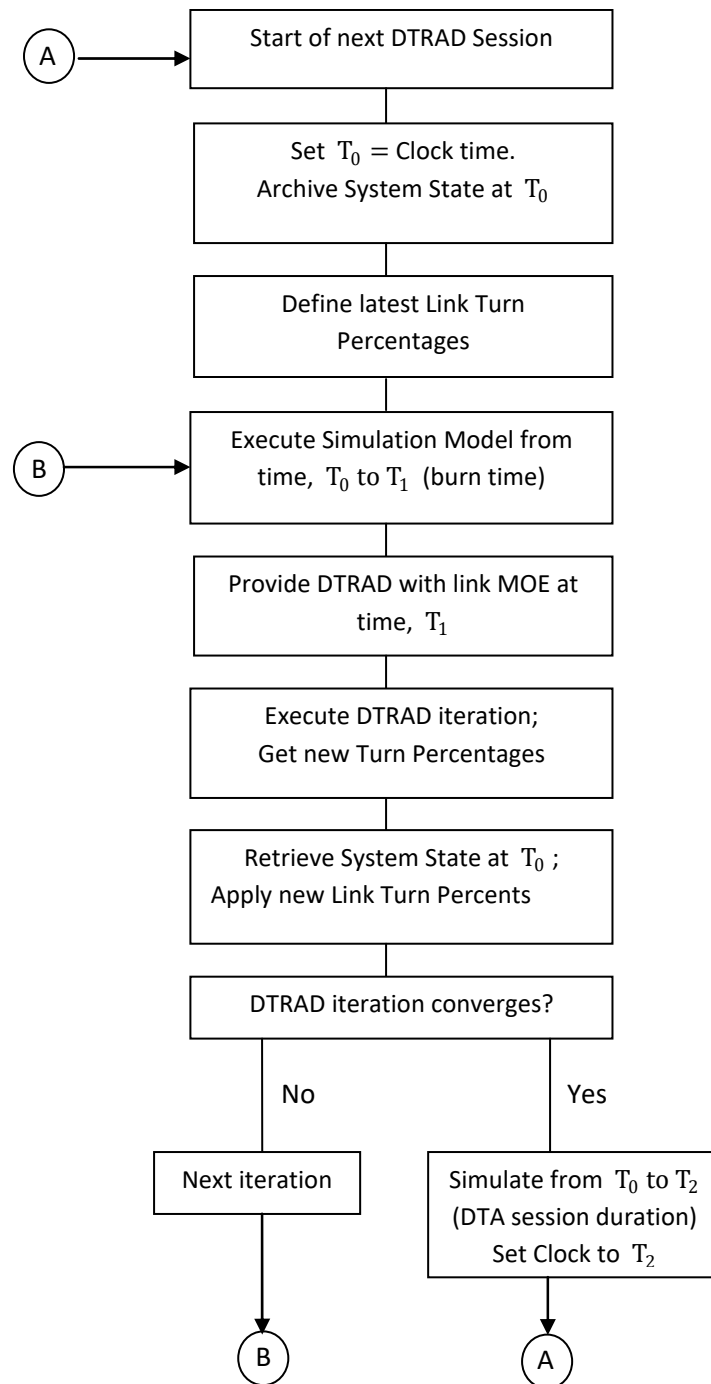 A
Start of next DTRAD Session
Set T₀ = Clock time.
Archive System State at T₀
Define latest Link Turn
Percentages
B
Execute Simulation Model from
time, T₀ to T₁ (burn time)
Provide DTRAD with link MOE at
time, T₁
Execute DTRAD iteration;
Get new Turn Percentages
Retrieve System State at T₀ ;
Apply new Link Turn Percents
DTRAD iteration converges?
No
Yes
Next iteration
Simulate from T₀ to T₂
(DTA session duration)
Set Clock to T₂
B
A